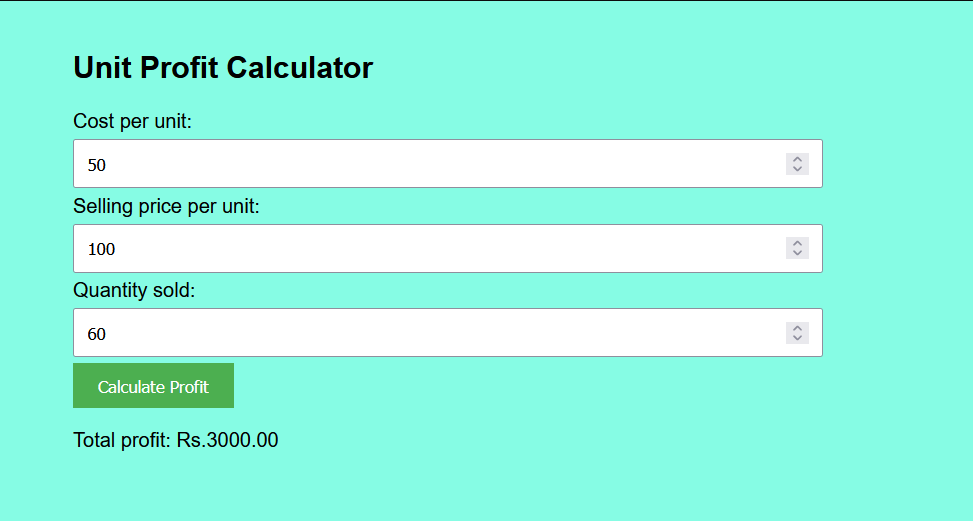 Unit Profit Calculator
Cost per unit:
50
Selling price per unit:
100
Quantity sold:
60
Calculate Profit
Total profit: Rs.3000.00